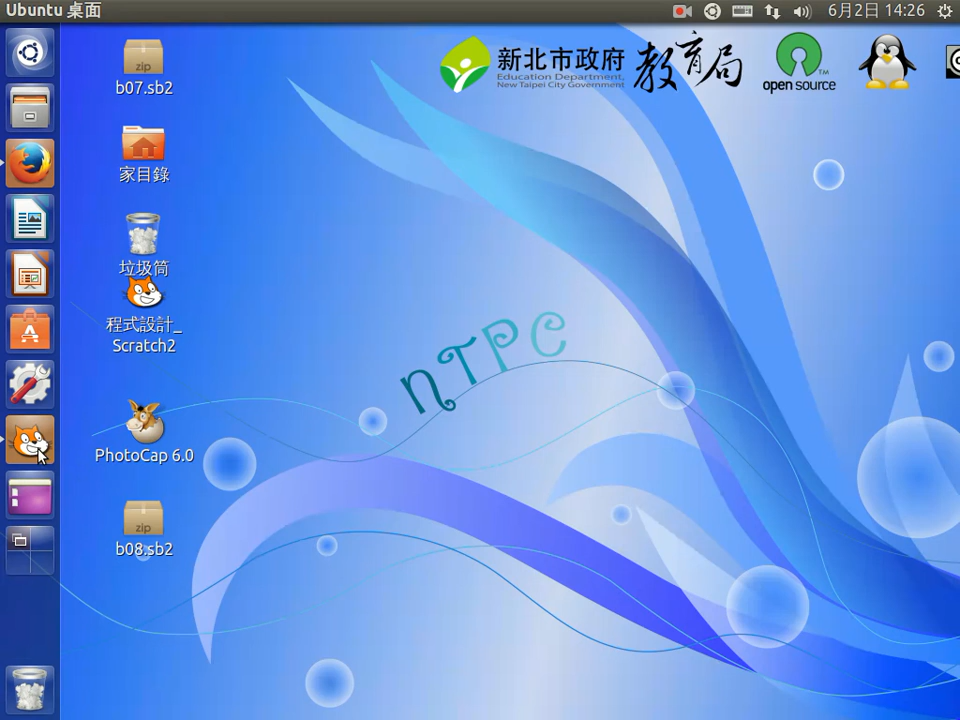 Ubuntu 桌面
6月2日 14:26
新北市政府 教育局
Education Department,
New Taipei City Government
open source
TM
zip
b07.sb2
家目錄
垃圾筒
程式設計_
Scratch2
nTPC
PhotoCap 6.0
zip
b08.sb2